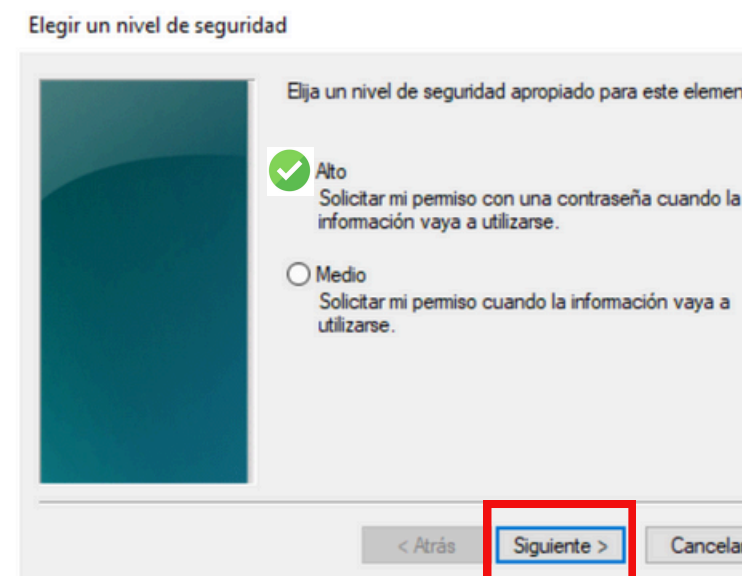 Elegir un nivel de seguridad
Elija un nivel de seguridad apropiado para este elemen
Alto
Solicitar mi permiso con una contraseña cuando la
información vaya a utilizarse.
Medio
Solicitar mi permiso cuando la información vaya a
utilizarse.
< Atrás
Siguiente >
Cancelar